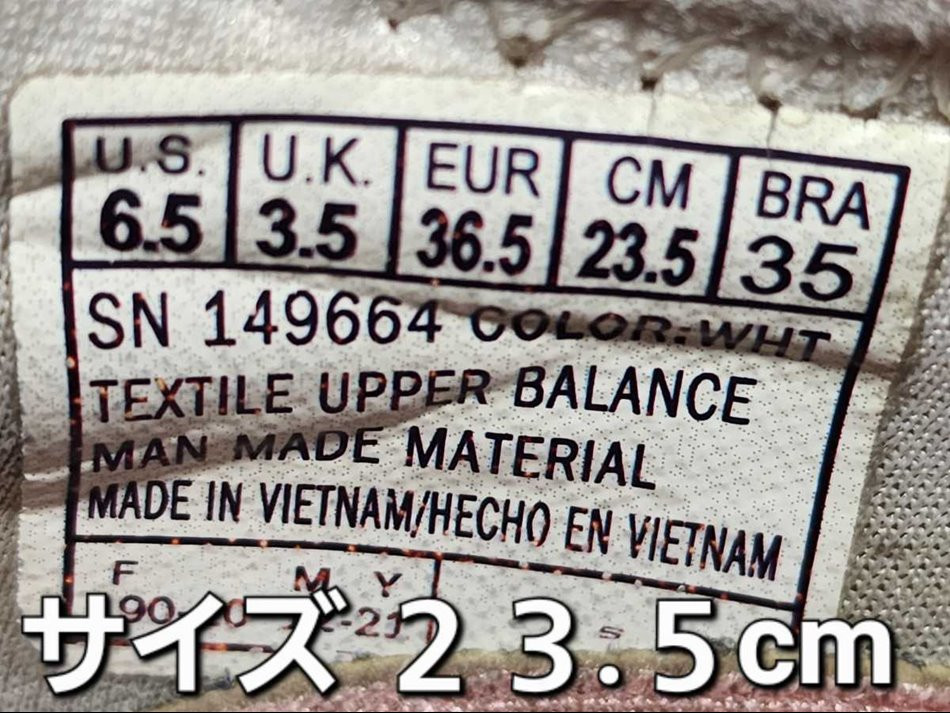 U.S. U.K. EUR CM BRA
6.5 3.5 36.5 23.5 35
SN 149664 COLOR:WHT
TEXTILE UPPER BALANCE
MAN MADE MATERIAL
MADE IN VIETNAM/HECHO EN VIETNAM
F M Y
S
サイズ２３.５cm